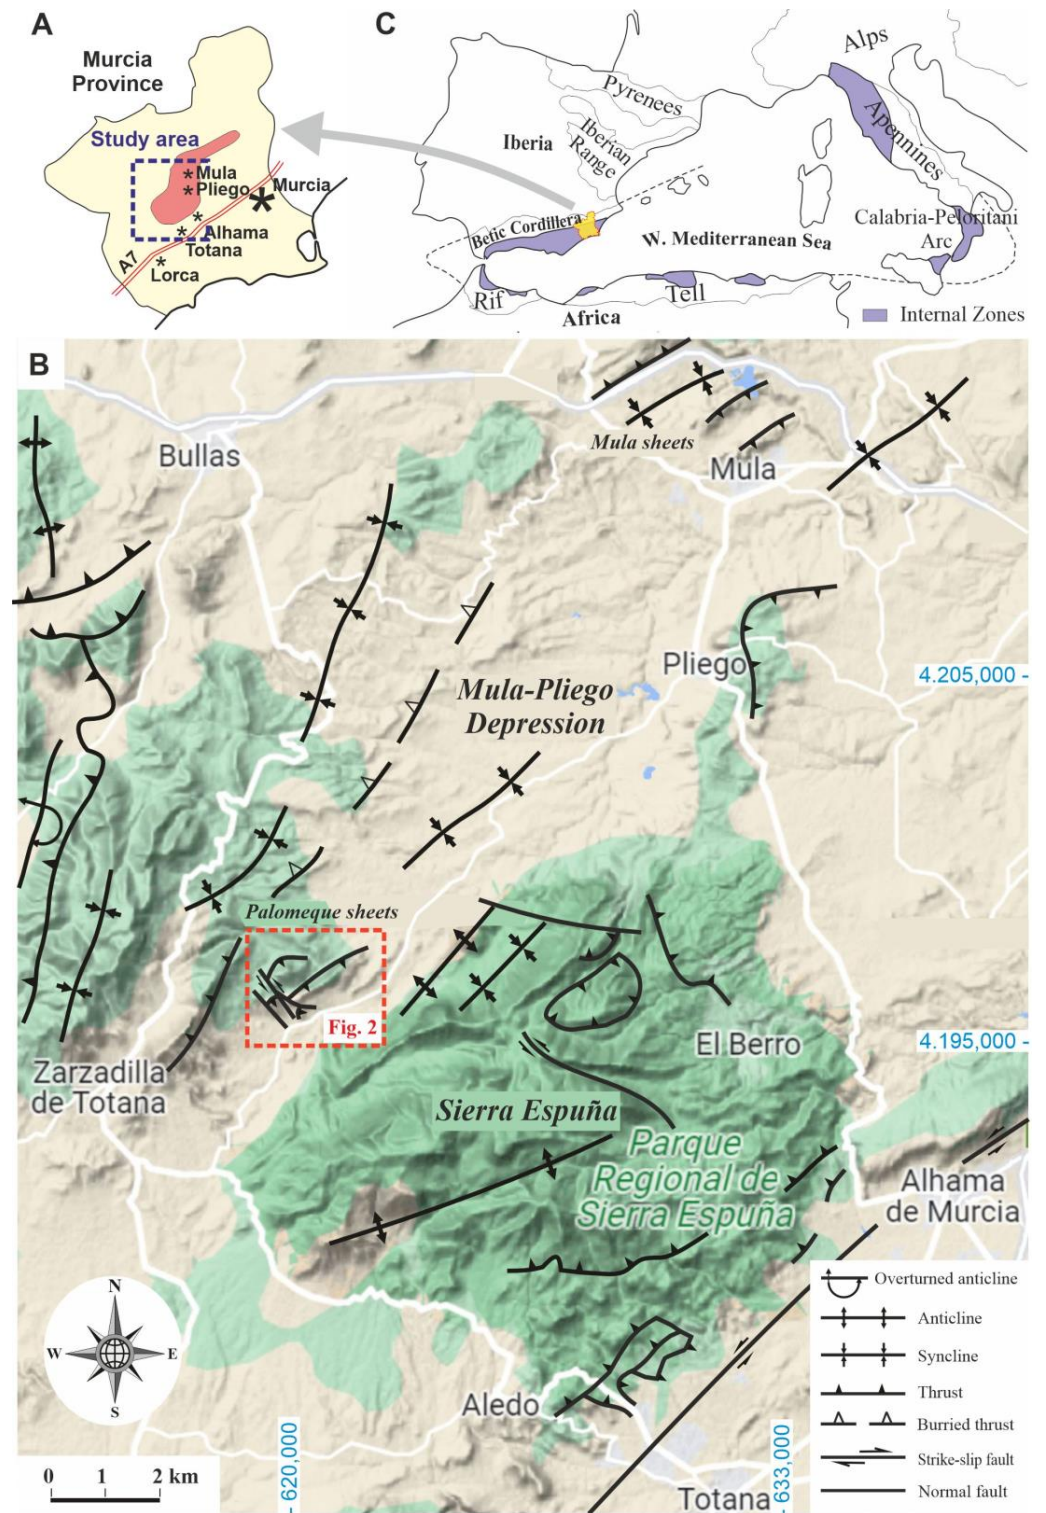 A
Murcia
Province
Study area
Mula
Pliego
Murcia
Alhama
Totana
A7
Lorca
C
Alps
Pyrenees
Iberia
Iberian
Range
Apennines
Betic Cordillera
Calabria-Peloritani
Arc
W. Mediterranean Sea
Rif
Tell
Africa
Internal Zones
B
Bullas
Mula sheets
Mula
Pliego
4.205,000
Mula-Pliego
Depression
Palomeque sheets
Fig. 2
El Berro
4.195,000
Zarzadilla
de Totana
Sierra Espuña
Parque
Regional de
Sierra Espuña
Alhama
de Murcia
N
W
E
S
Aledo
Totana
620,000
633,000
0 1 2 km
Overturned anticline
Anticline
Syncline
Thrust
Burried thrust
Strike-slip fault
Normal fault